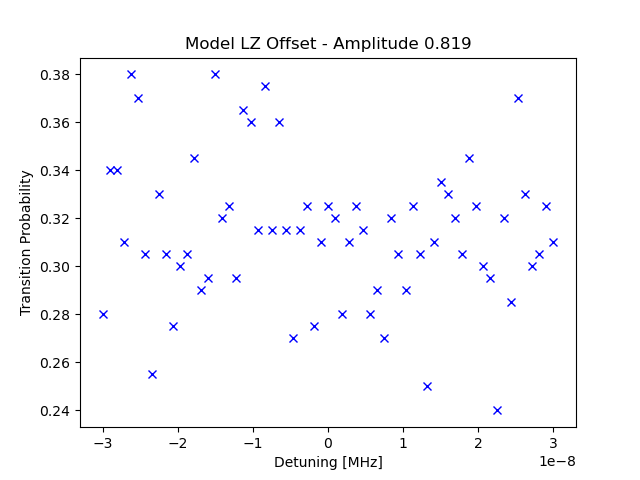 Model LZ Offset - Amplitude 0.819
Transition Probability
0.38
0.36
0.34
0.32
0.30
0.28
0.26
0.24
−3 −2 −1 0 1 2 3
1e−8
Detuning [MHz]